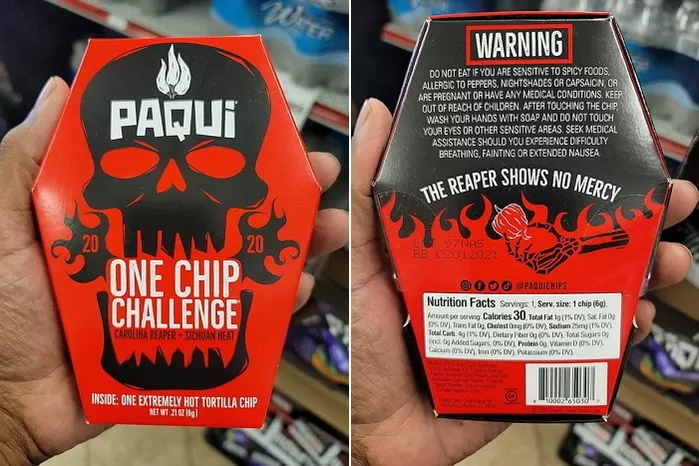 PAQUI
20 20
ONE CHIP
CHALLENGE
CAROLINA REAPER + SICHUAN HEAT
INSIDE: ONE EXTREMELY HOT TORTILLA CHIP
NET WT .21 OZ (6g)
WARNING
DO NOT EAT IF YOU ARE SENSITIVE TO SPICY FOODS,
ALLERGIC TO PEPPERS, NIGHTSHADES OR CAPSAICIN, OR
ARE PREGNANT OR HAVE ANY MEDICAL CONDITIONS. KEEP
OUT OF REACH OF CHILDREN. AFTER TOUCHING THE CHIP,
WASH YOUR HANDS WITH SOAP AND DO NOT TOUCH
YOUR EYES OR OTHER SENSITIVE AREAS. SEEK MEDICAL
ASSISTANCE SHOULD YOU EXPERIENCE DIFFICULTY
BREATHING, FAINTING OR EXTENDED NAUSEA.
THE REAPER SHOWS NO MERCY
BB 02012021
@PAQUICHIPS
Nutrition Facts Servings: 1, Serv. size: 1 chip (6g),
Amount per serving: Calories 30, Total Fat 1g (1% DV), Sat. Fat 0g
(0% DV), Trans Fat 0g, Cholest 0mg (0% DV), Sodium 25mg (1% DV),
Total Carb. 4g (1% DV), Dietary Fiber 0g (0% DV), Total Sugars 0g
(Incl. 0g Added Sugars, 0% DV), Protein 0g, Vitamin D (0% DV),
Calcium (0% DV), Iron (0% DV), Potassium (0% DV).
8 10002 65030 7